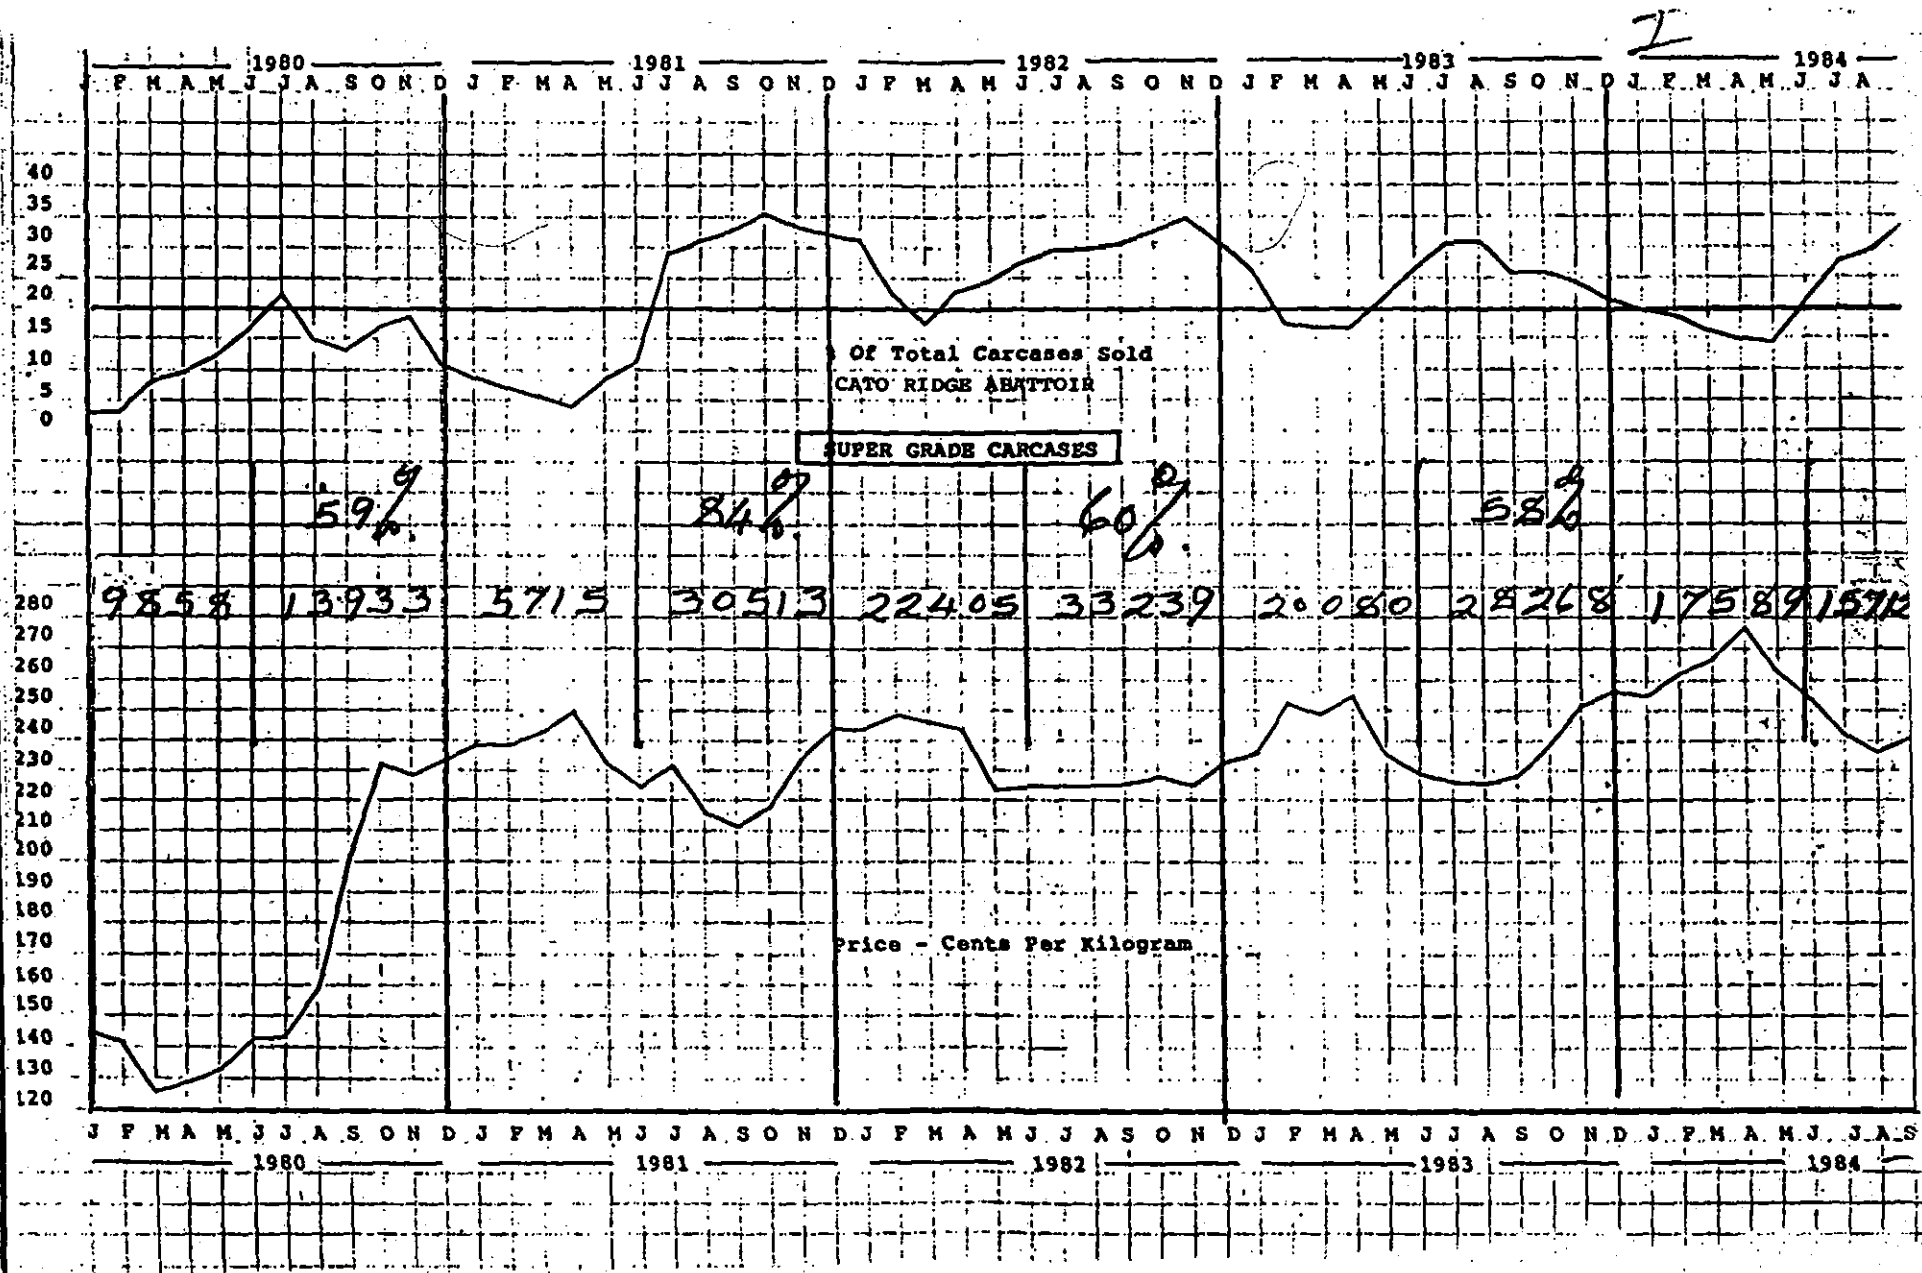 I
1980 1981 1982 1983 1984
J F M A M J J A S O N D J F M A M J J A S O N D J F M A M J J A S O N D J F M A M J J A S O N D J F M A M J J A
40
35
30
25
20
15
10
5
0
% Of Total Carcases Sold
CATO RIDGE ABATTOIR
SUPER GRADE CARCASES
59% 84% 60% 58%
9858 13933 5715 30513 22405 33239 20080 28268 17589 15712
280
270
260
250
240
230
220
210
200
190
180
170
160
150
140
130
120
Price - Cents Per Kilogram
J F M A M J J A S O N D J F M A M J J A S O N D J F M A M J J A S O N D J F M A M J J A S O N D J F M A M J J A S
1980 1981 1982 1983 1984